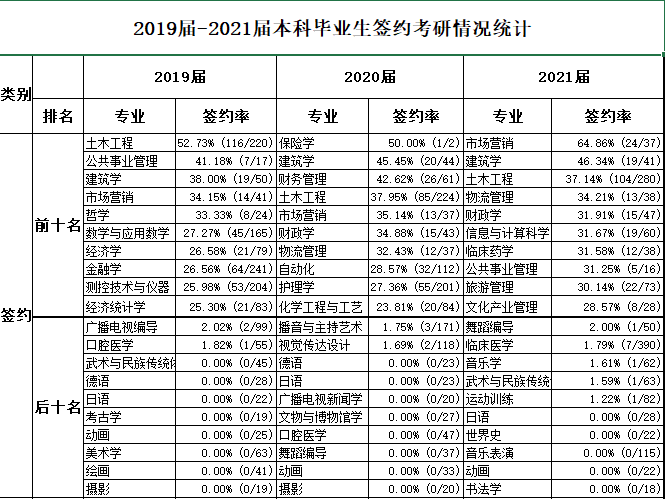 2019届-2021届本科毕业生签约考研情况统计
类别 2019届 2020届 2021届
排名 专业 签约率 专业 签约率 专业 签约率
签约
前十名
土木工程 52.73% (116/220) 保险学 50.00% (1/2) 市场营销 64.86% (24/37)
公共事业管理 41.18% (7/17) 建筑学 45.45% (20/44) 建筑学 46.34% (19/41)
建筑学 38.00% (19/50) 财务管理 42.62% (26/61) 土木工程 37.14% (104/280)
市场营销 34.15% (14/41) 土木工程 37.95% (85/224) 物流管理 34.21% (13/38)
哲学 33.33% (8/24) 市场营销 35.14% (13/37) 财政学 31.91% (15/47)
数学与应用数学 27.27% (45/165) 财政学 34.88% (15/43) 信息与计算科学 31.67% (19/60)
经济学 26.58% (21/79) 物流管理 32.43% (12/37) 临床药学 31.58% (12/38)
金融学 26.56% (64/241) 自动化 28.57% (32/112) 公共事业管理 31.25% (5/16)
测控技术与仪器 25.98% (53/204) 护理学 27.36% (55/201) 旅游管理 30.14% (22/73)
经济统计学 25.30% (21/83) 化学工程与工艺 23.81% (20/84) 文化产业管理 28.57% (8/28)
后十名
广播电视编导 2.02% (2/99) 播音与主持艺术 1.75% (3/171) 舞蹈编导 2.00% (1/50)
口腔医学 1.82% (1/55) 视觉传达设计 1.69% (2/118) 临床医学 1.79% (7/390)
武术与民族传统 0.00% (0/45) 德语 0.00% (0/23) 音乐学 1.61% (1/62)
德语 0.00% (0/28) 日语 0.00% (0/23) 武术与民族传统 1.59% (1/63)
日语 0.00% (0/22) 广播电视新闻学 0.00% (0/20) 运动训练 1.22% (1/82)
考古学 0.00% (0/19) 文物与博物馆学 0.00% (0/27) 日语 0.00% (0/28)
动画 0.00% (0/25) 口腔医学 0.00% (0/47) 世界史 0.00% (0/22)
美术学 0.00% (0/63) 舞蹈编导 0.00% (0/37) 音乐表演 0.00% (0/115)
绘画 0.00% (0/41) 动画 0.00% (0/33) 动画 0.00% (0/22)
摄影 0.00% (0/19) 摄影 0.00% (0/20) 书法学 0.00% (0/18)